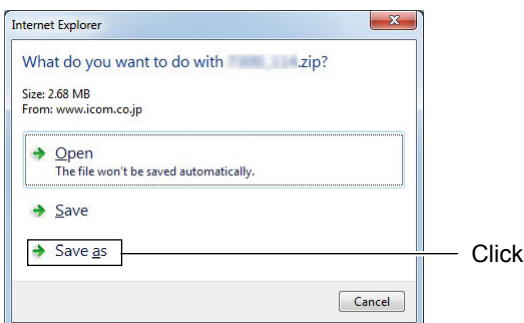 Internet Explorer
What do you want to do with .zip?
Size: 2.68 MB
From: www.icom.co.jp
Open
The file won't be saved automatically.
Save
Save as
Click
Cancel